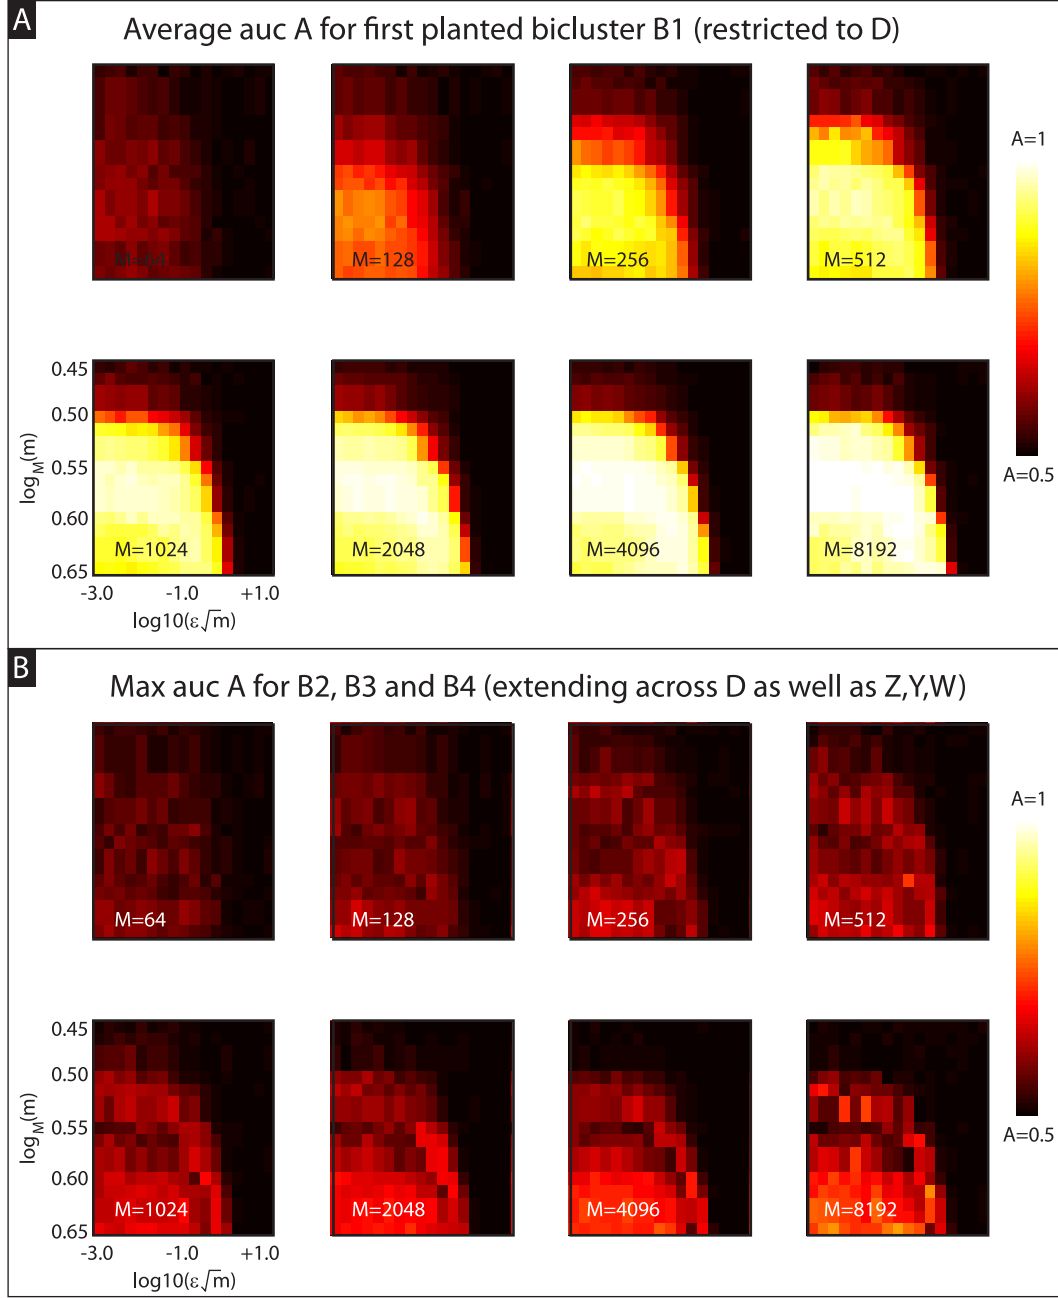 A
Average auc A for first planted bicluster B1 (restricted to D)
M=64
M=128
M=256
M=512
A=1
A=0.5
0.45
0.50
0.55
0.60
0.65
log_M(m)
M=1024
M=2048
M=4096
M=8192
-3.0 -1.0 +1.0
log10(ε√m)
B
Max auc A for B2, B3 and B4 (extending across D as well as Z,Y,W)
M=64
M=128
M=256
M=512
A=1
A=0.5
0.45
0.50
0.55
0.60
0.65
log_M(m)
M=1024
M=2048
M=4096
M=8192
-3.0 -1.0 +1.0
log10(ε√m)